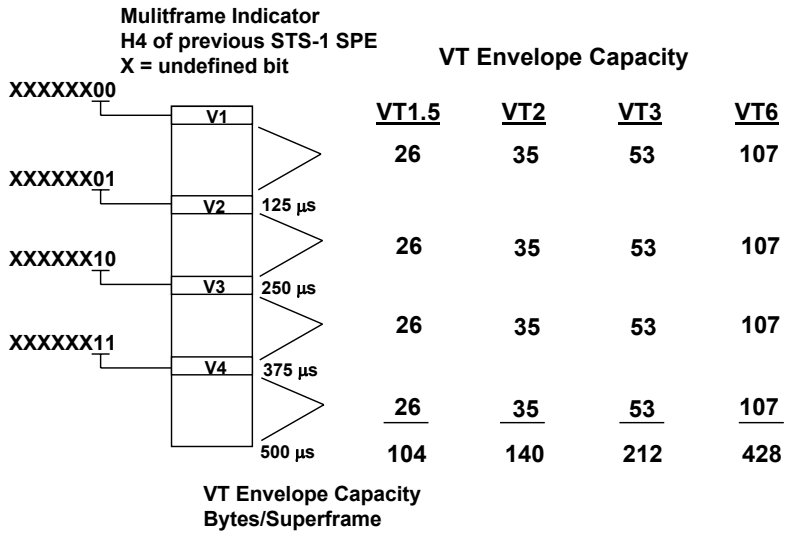 Mulitframe Indicator
H4 of previous STS-1 SPE
X = undefined bit
VT Envelope Capacity
XXXXXX00
V1
VT1.5 VT2 VT3 VT6
26 35 53 107
XXXXXX01
V2
125 μs
26 35 53 107
XXXXXX10
V3
250 μs
26 35 53 107
XXXXXX11
V4
375 μs
26 35 53 107
500 μs
104 140 212 428
VT Envelope Capacity
Bytes/Superframe